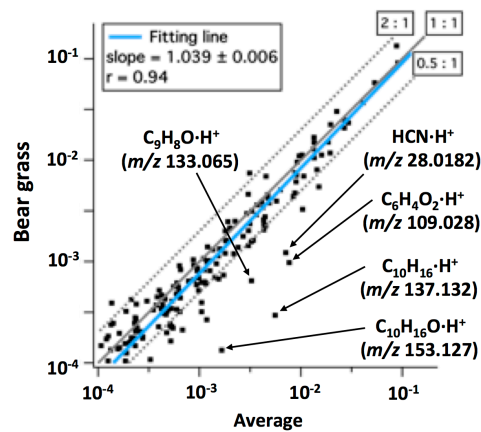 2 : 1
1 : 1
0.5 : 1
Fitting line
slope = 1.039 ± 0.006
r = 0.94
10⁻¹
10⁻²
10⁻³
10⁻⁴
Bear grass
C₉H₈O·H⁺
(m/z 133.065)
HCN·H⁺
(m/z 28.0182)
C₆H₄O₂·H⁺
(m/z 109.028)
C₁₀H₁₆·H⁺
(m/z 137.132)
C₁₀H₁₆O·H⁺
(m/z 153.127)
10⁻⁴
10⁻³
10⁻²
10⁻¹
Average